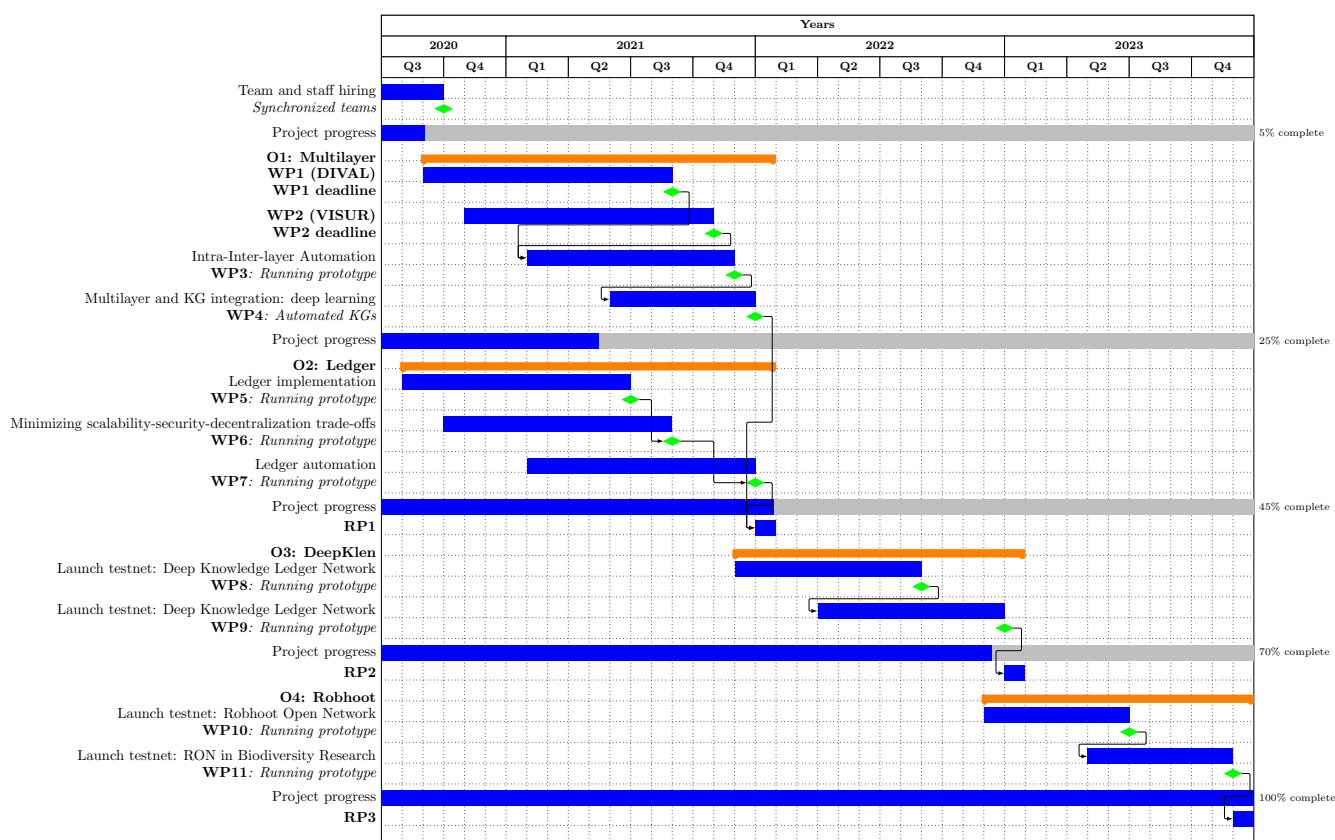 Years
2020 2021 2022 2023
Q3 Q4 Q1 Q2 Q3 Q4 Q1 Q2 Q3 Q4 Q1 Q2 Q3 Q4
Team and staff hiring
Synchronized teams
Project progress 5% complete
O1: Multilayer
WP1 (DIVAL)
WP1 deadline
WP2 (VISUR)
WP2 deadline
Intra-Inter-layer Automation
WP3: Running prototype
Multilayer and KG integration: deep learning
WP4: Automated KGs
Project progress 25% complete
O2: Ledger
Ledger implementation
WP5: Running prototype
Minimizing scalability-security-decentralization trade-offs
WP6: Running prototype
Ledger automation
WP7: Running prototype
Project progress 45% complete
RP1
O3: DeepKlen
Launch testnet: Deep Knowledge Ledger Network
WP8: Running prototype
Launch testnet: Deep Knowledge Ledger Network
WP9: Running prototype
Project progress 70% complete
RP2
O4: Robhoot
Launch testnet: Robhoot Open Network
WP10: Running prototype
Launch testnet: RON in Biodiversity Research
WP11: Running prototype
Project progress 100% complete
RP3